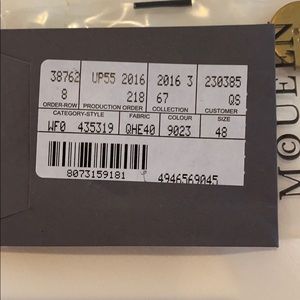 38762 UP55 2016 2016 3 230385
8 218 67 QS
ORDER-ROW PRODUCTION ORDER COLLECTION CUSTOMER
CATEGORY-STYLE FABRIC COLOUR SIZE
WF0 435319 QHE40 9023 48
8073159181 4946569045
MCQUEEN